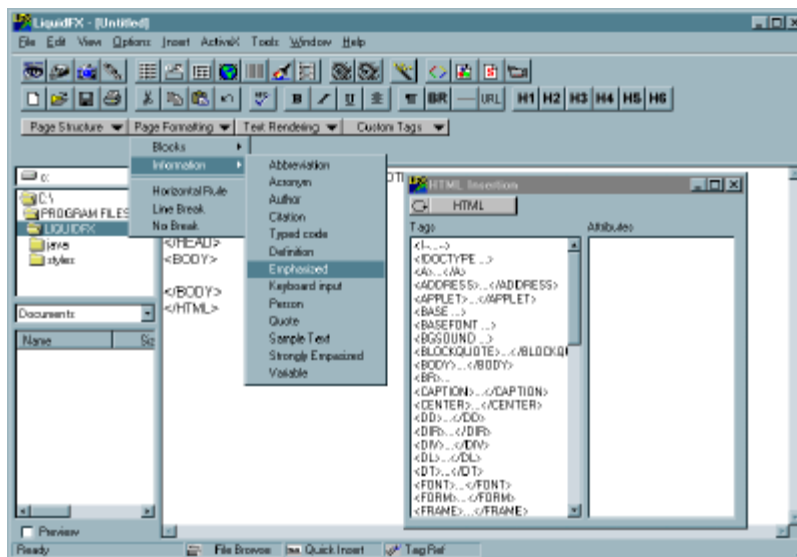 LiquidFX - [Untitled]
File Edit View Options Insert ActiveX Tools Window Help
B I U BR URL H1 H2 H3 H4 H5 H6
Page Structure Page Formatting Text Rendering Custom Tags
Blocks
Information
Horizontal Rule
Line Break
No Break
Abbreviation
Acronym
Author
Citation
Typed code
Definition
Emphasized
Keyboard input
Person
Quote
Sample Text
Strongly Empasized
Variable
c:
C:\
PROGRAM FILES
LIQUIDFX
java
styles
Documents
Name Siz
</HEAD>
<BODY>
</BODY>
</HTML>
HTML Insertion
HTML
Tags Attributes
<!-...->
<!DOCTYPE ...>
<A>...</A>
<ADDRESS>...</ADDRESS>
<APPLET>...</APPLET>
<BASE ...>
<BASEFONT ...>
<BGSOUND ...>
<BLOCKQUOTE>...</BLOCKQU
<BODY>...</BODY>
<BR>...
<CAPTION>...</CAPTION>
<CENTER>...</CENTER>
<DD>...</DD>
<DIR>...</DIR>
<DIV>...</DIV>
<DL>...</DL>
<DT>...</DT>
<FONT>...</FONT>
<FORM>...</FORM>
<FRAME>...</FRAME>
Preview
Ready File Browse Quick Insert Tag Ref